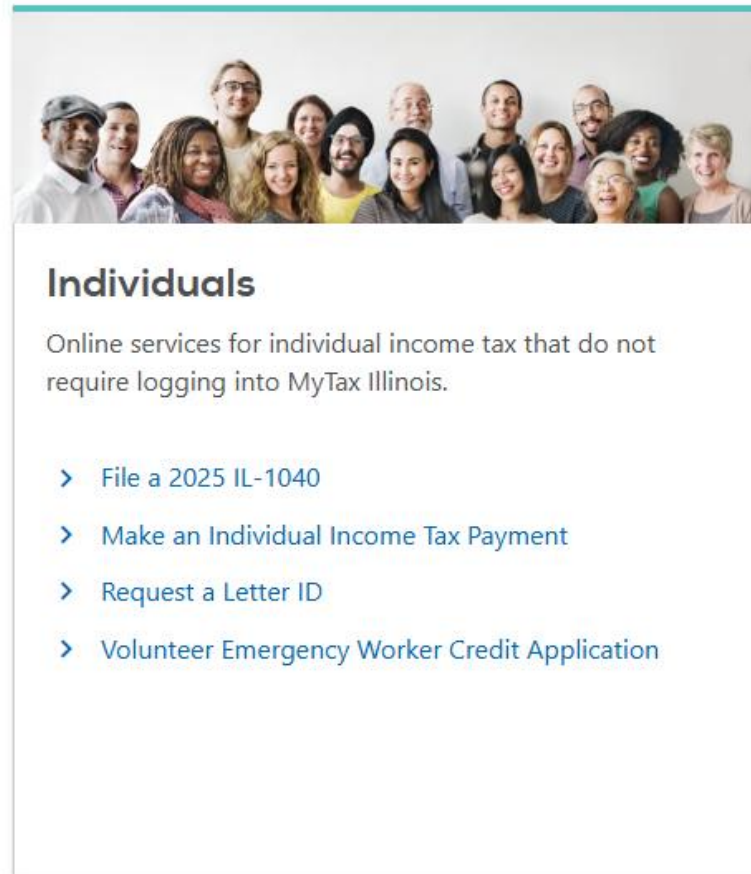 Individuals
Online services for individual income tax that do not
require logging into MyTax Illinois.
File a 2025 IL-1040
Make an Individual Income Tax Payment
Request a Letter ID
Volunteer Emergency Worker Credit Application